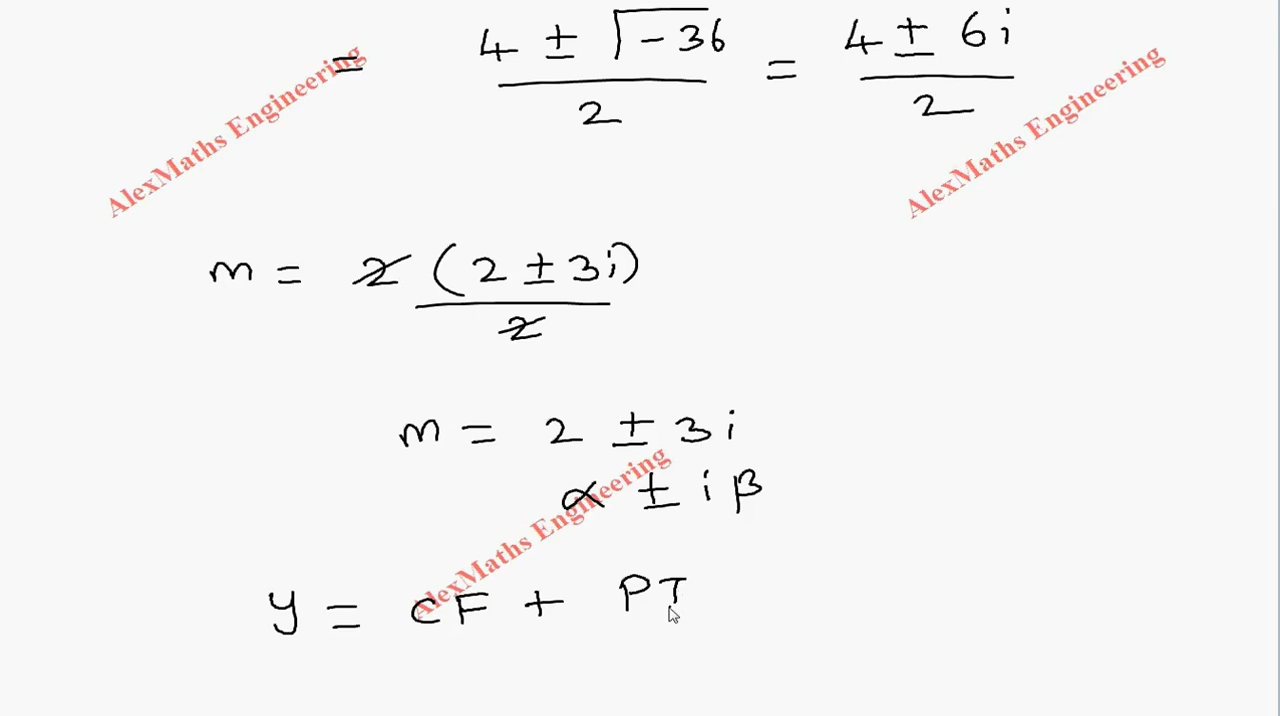 = 4 ± √-36 / 2 = 4 ± 6i / 2
AlexMaths Engineering
AlexMaths Engineering
m = 2 (2 ± 3i) / 2
m = 2 ± 3i
α ± iβ
AlexMaths Engineering
y = CF + PI